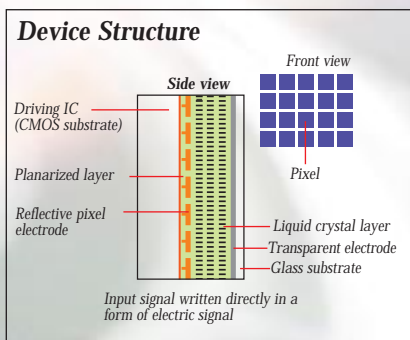 Device Structure
Front view
Side view
Driving IC
(CMOS substrate)
Planarized layer
Pixel
Reflective pixel
electrode
Liquid crystal layer
Transparent electrode
Glass substrate
Input signal written directly in a
form of electric signal